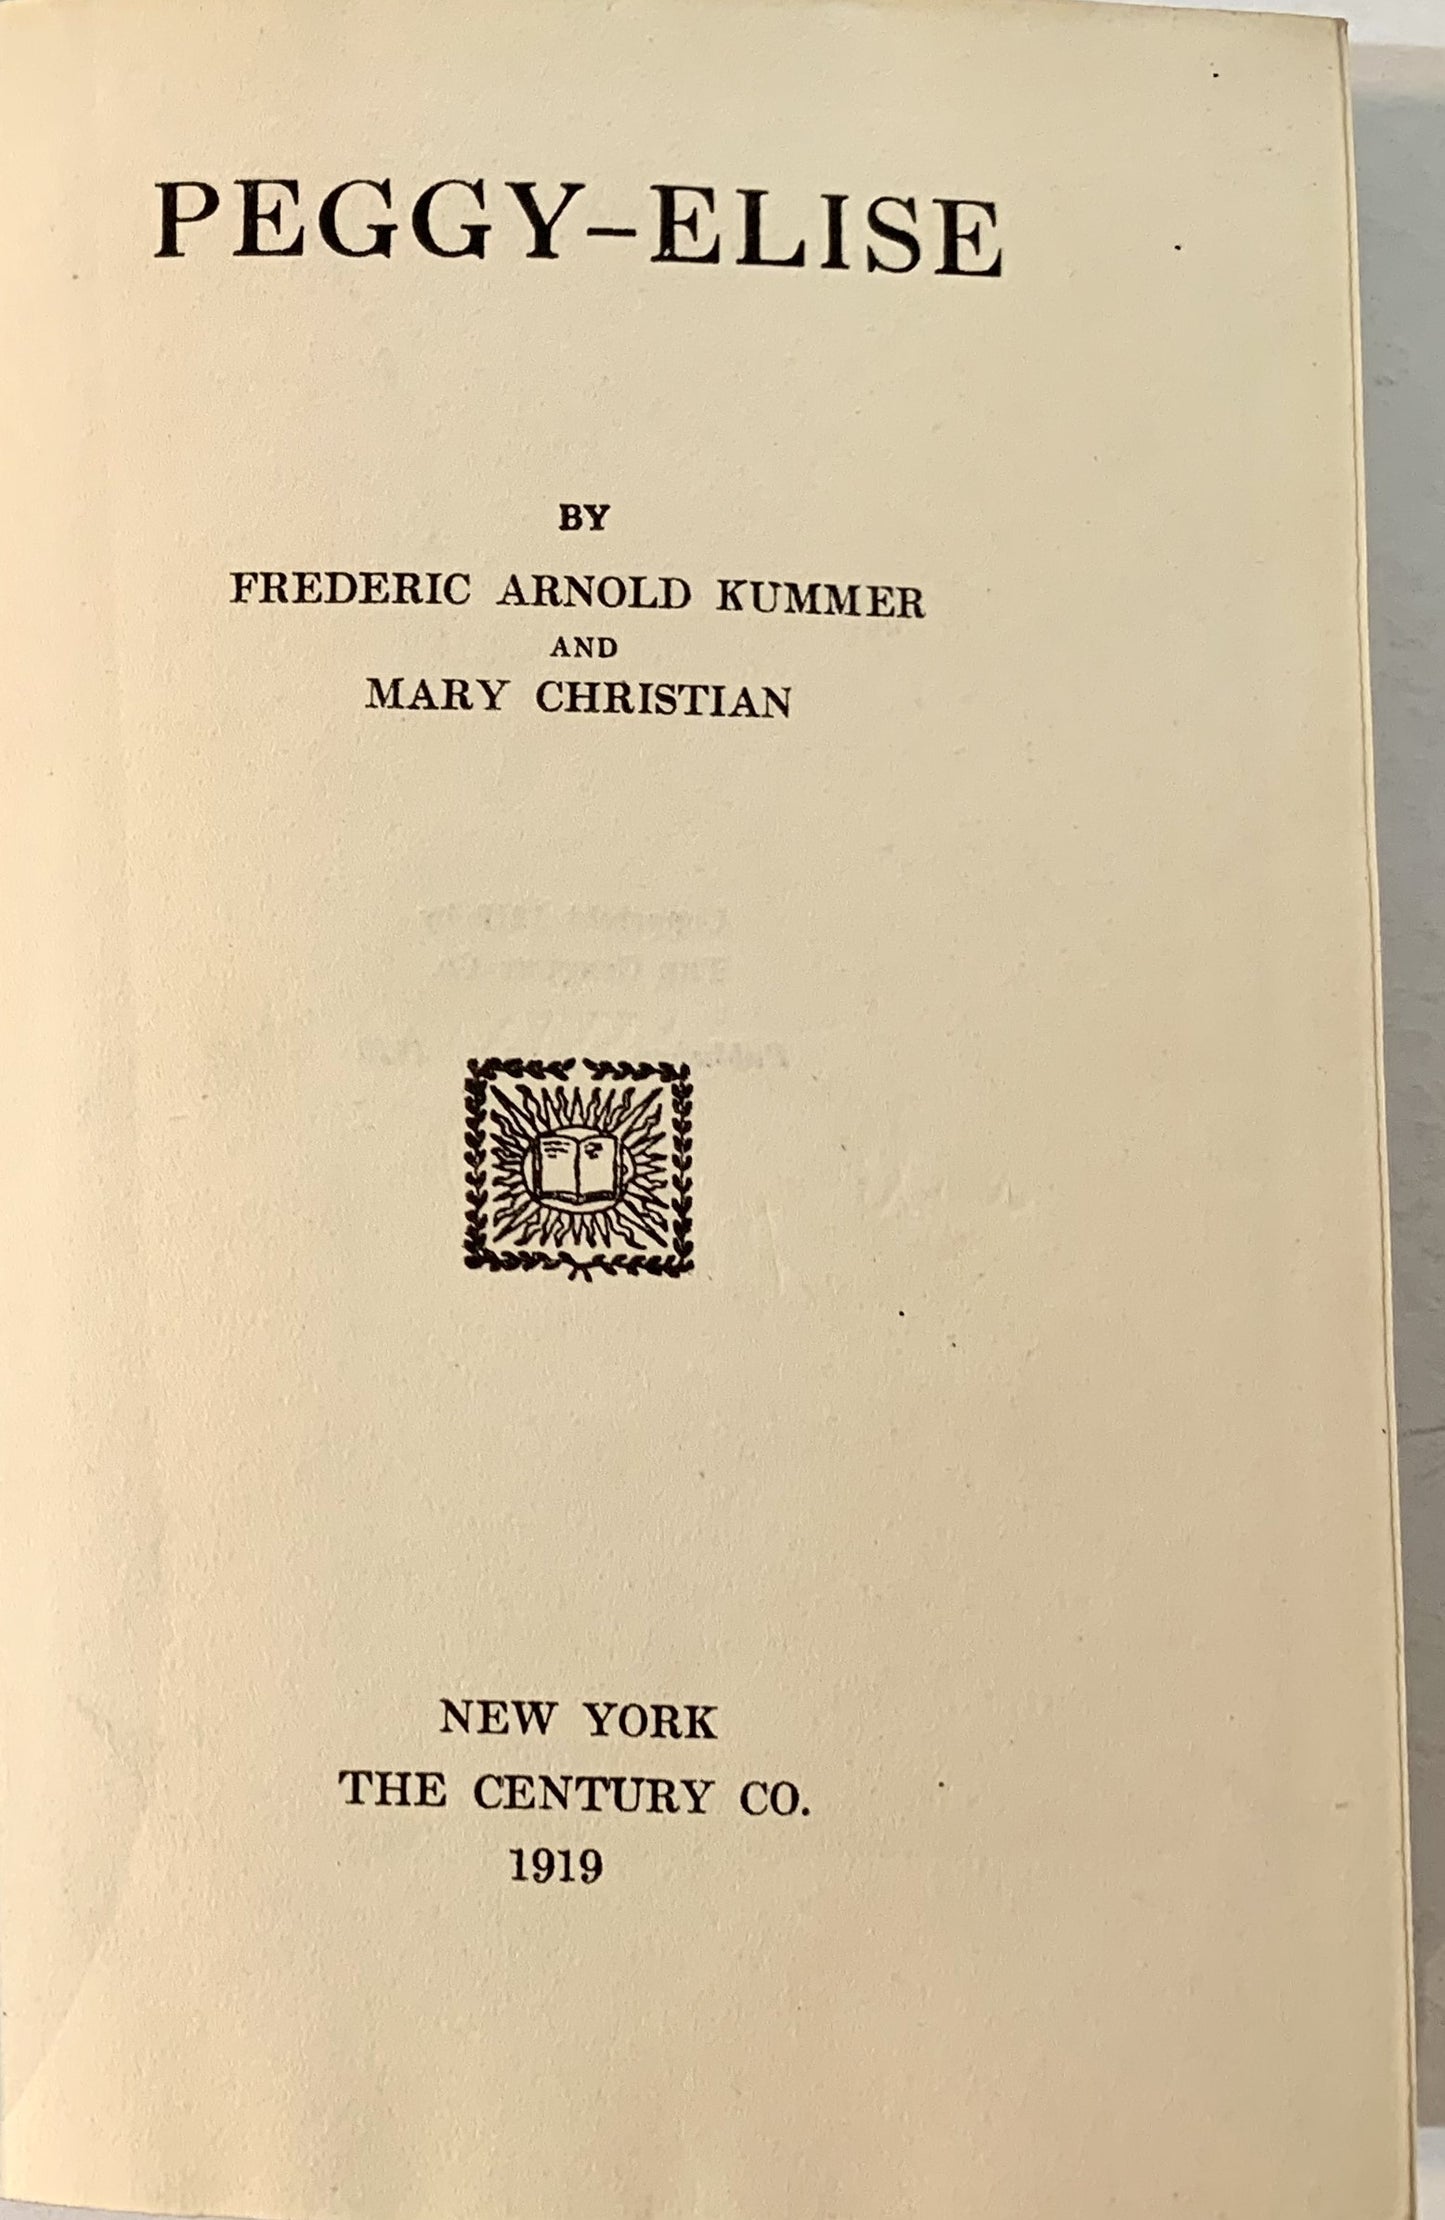 PEGGY-ELISE
BY
FREDERIC ARNOLD KUMMER
AND
MARY CHRISTIAN
NEW YORK
THE CENTURY CO.
1919